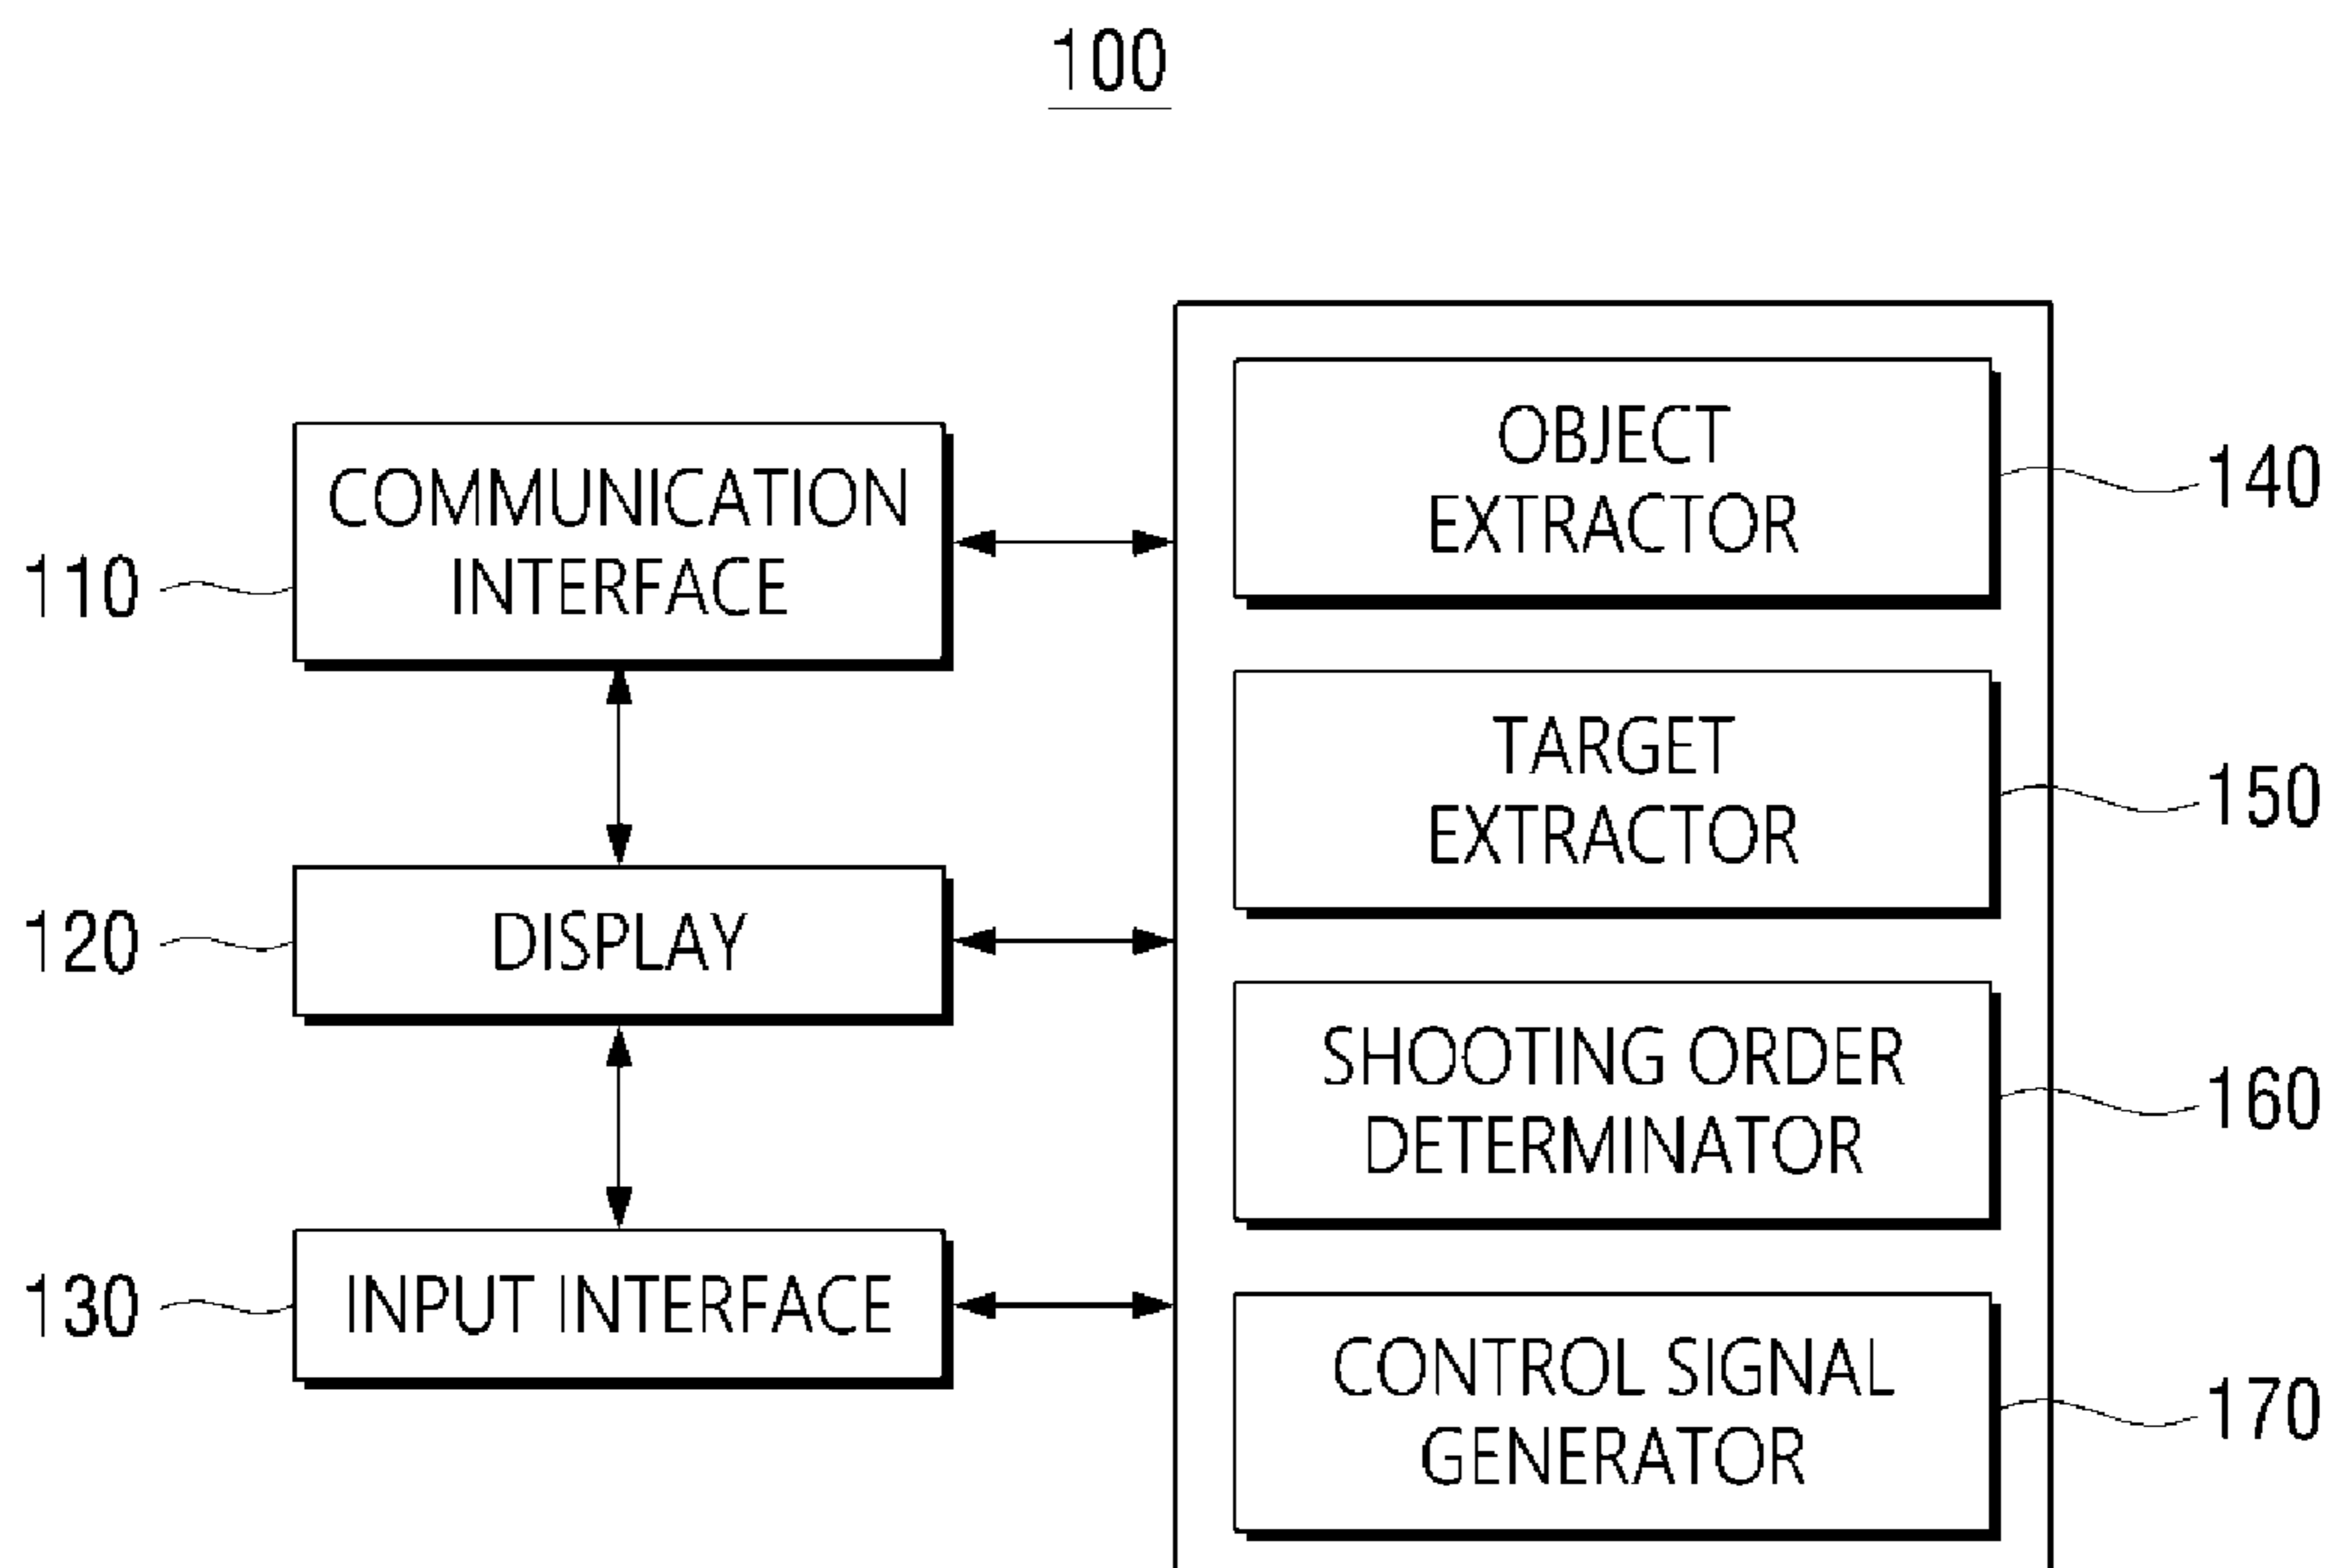 100
COMMUNICATION
INTERFACE
110
DISPLAY
120
INPUT INTERFACE
130
OBJECT
EXTRACTOR
140
TARGET
EXTRACTOR
150
SHOOTING ORDER
DETERMINATOR
160
CONTROL SIGNAL
GENERATOR
170